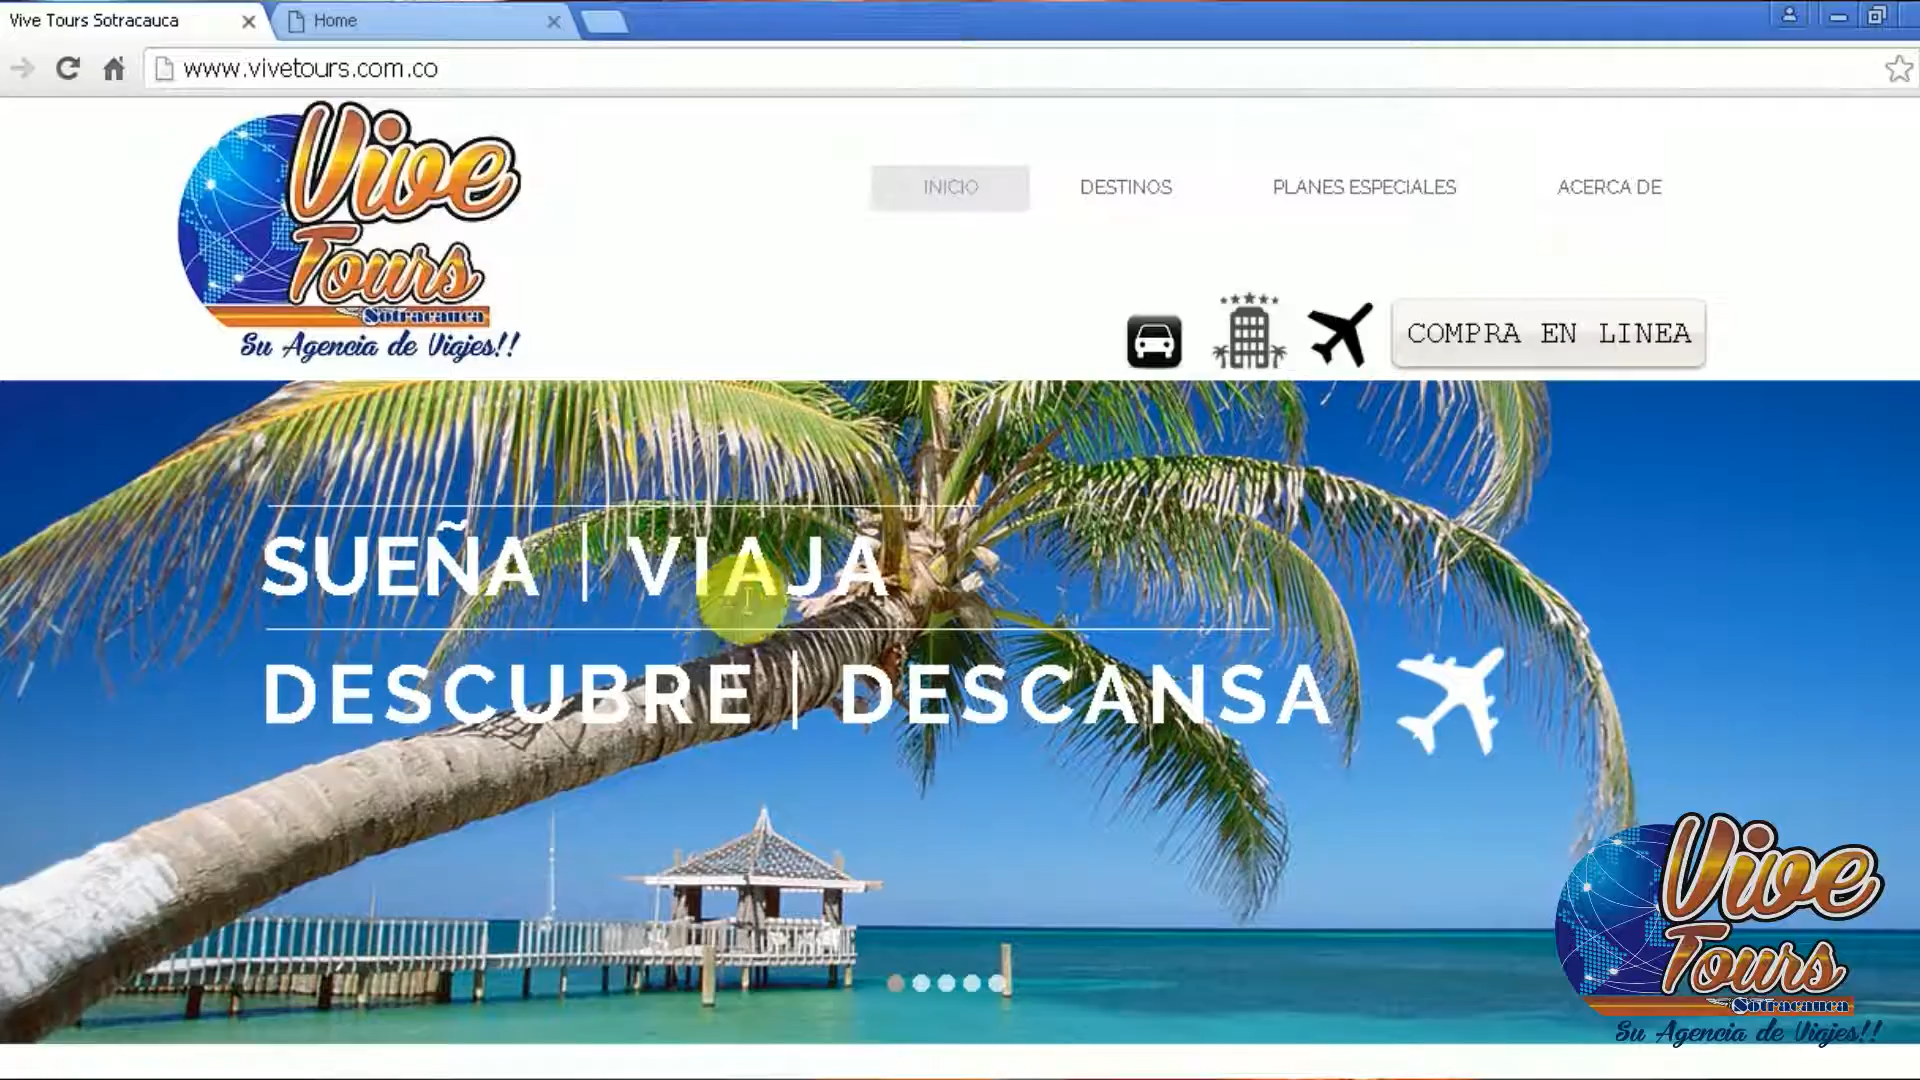 Vive Tours Sotracauca
Home
www.vivetours.com.co
Vive
Tours
Sotracauca
Su Agencia de Viajes!!
INICIO
DESTINOS
PLANES ESPECIALES
ACERCA DE
COMPRA EN LINEA
SUEÑA | VIAJA
DESCUBRE | DESCANSA
Vive
Tours
Sotracauca
Su Agencia de Viajes!!